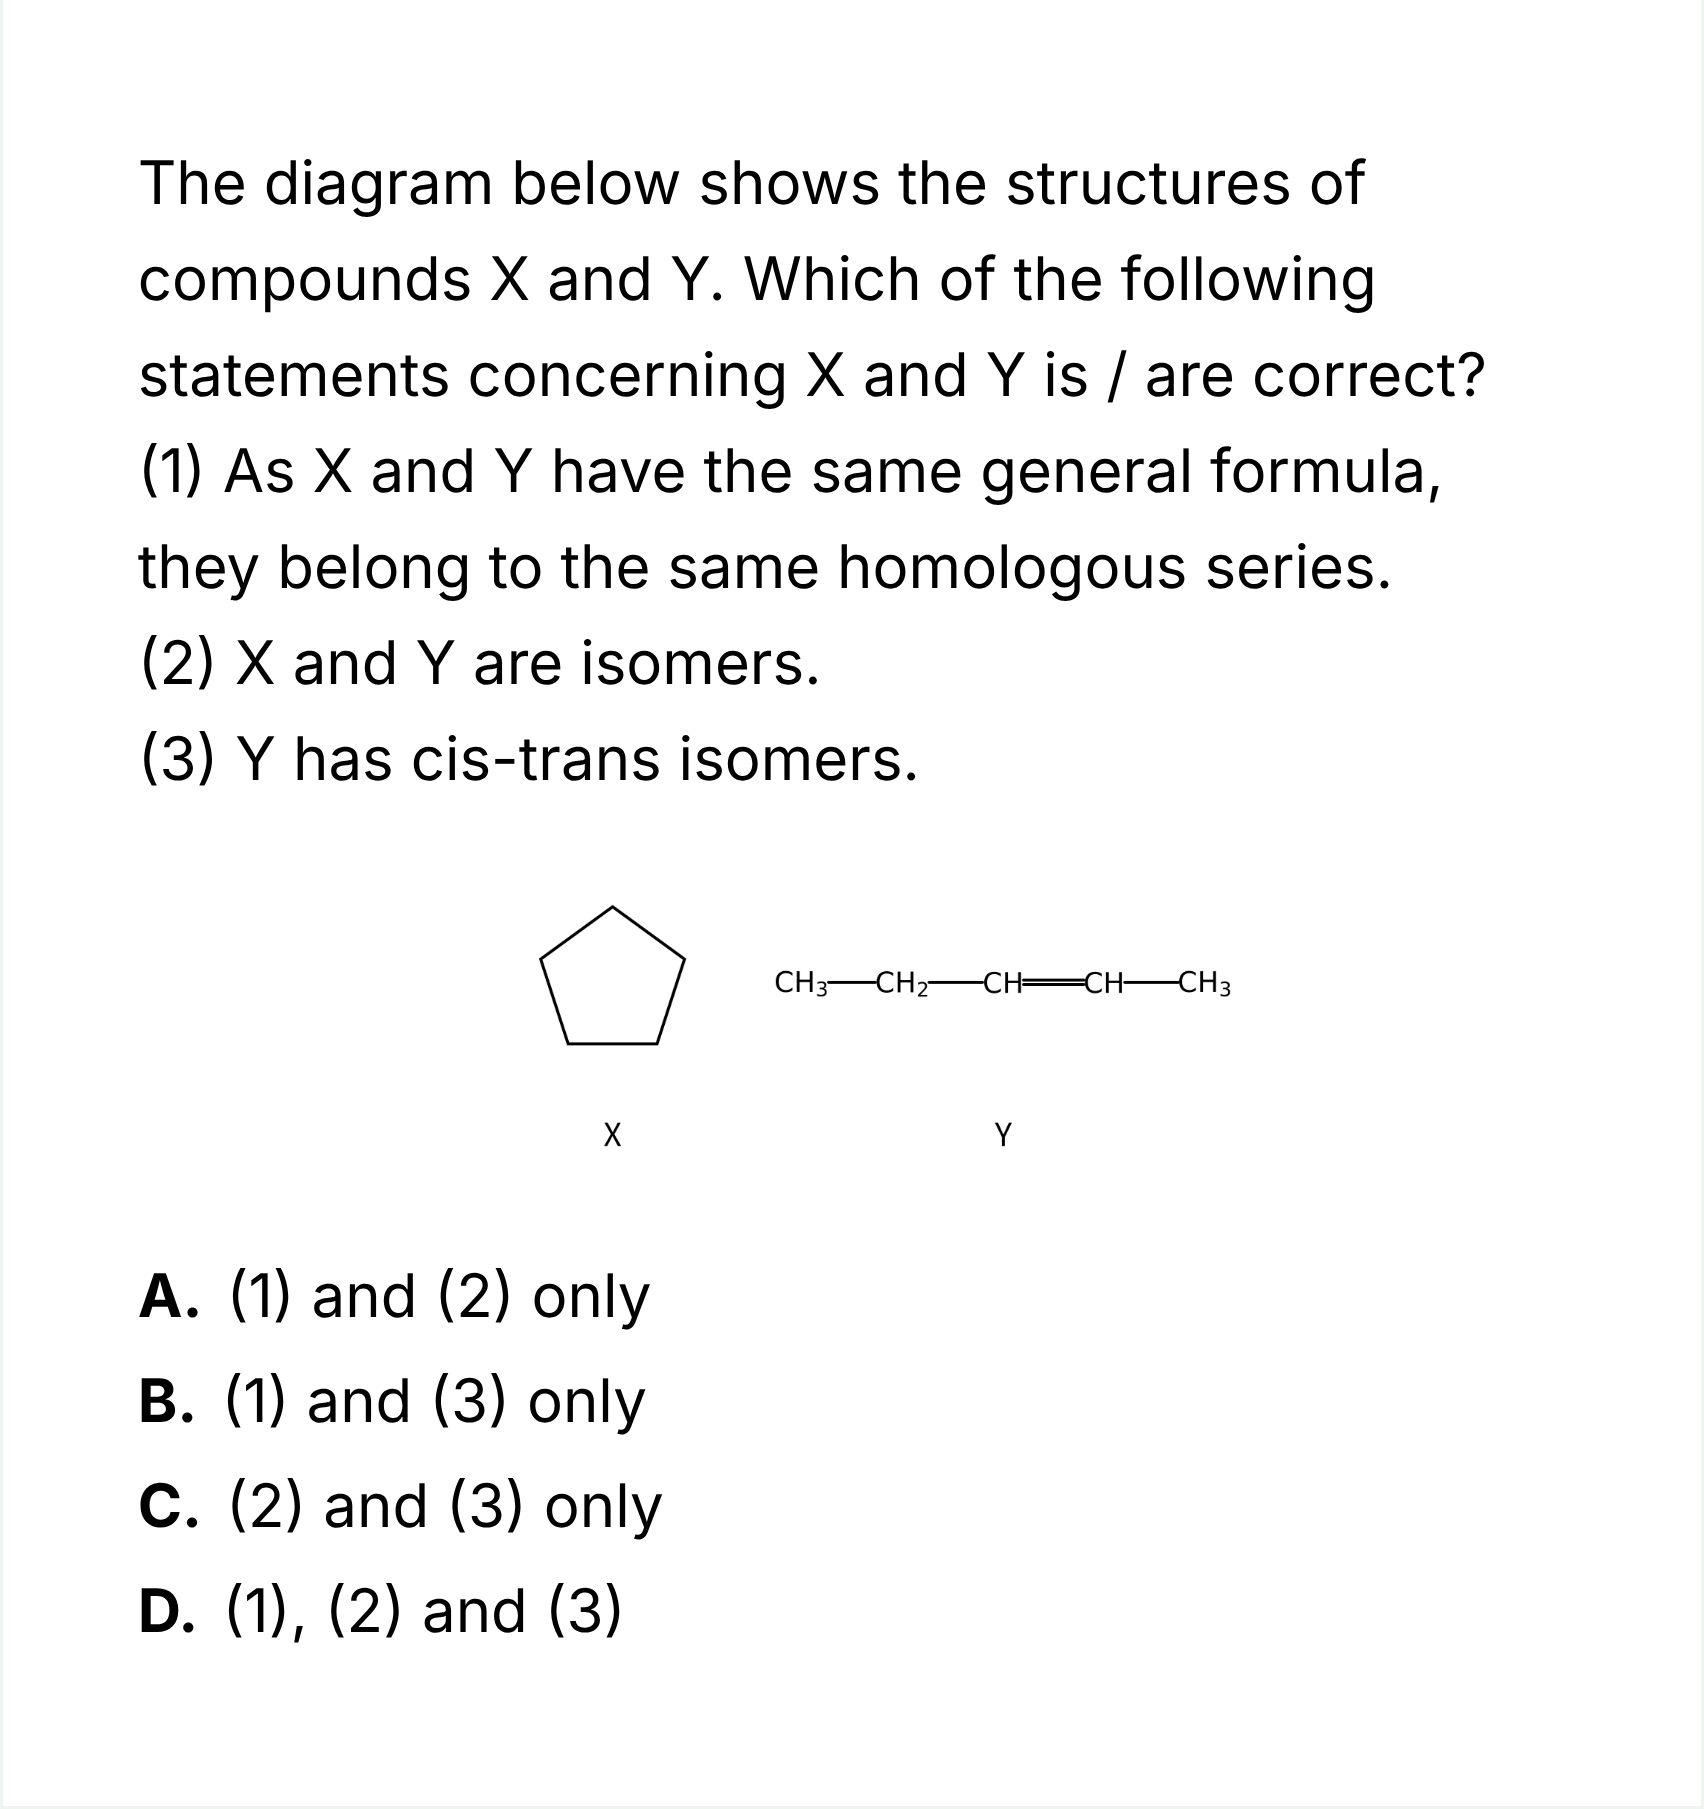 The diagram below shows the structures of
compounds X and Y. Which of the following
statements concerning X and Y is / are correct?
(1) As X and Y have the same general formula,
they belong to the same homologous series.
(2) X and Y are isomers.
(3) Y has cis-trans isomers.
CH₃—CH₂—CH=CH—CH₃
X Y
A. (1) and (2) only
B. (1) and (3) only
C. (2) and (3) only
D. (1), (2) and (3)